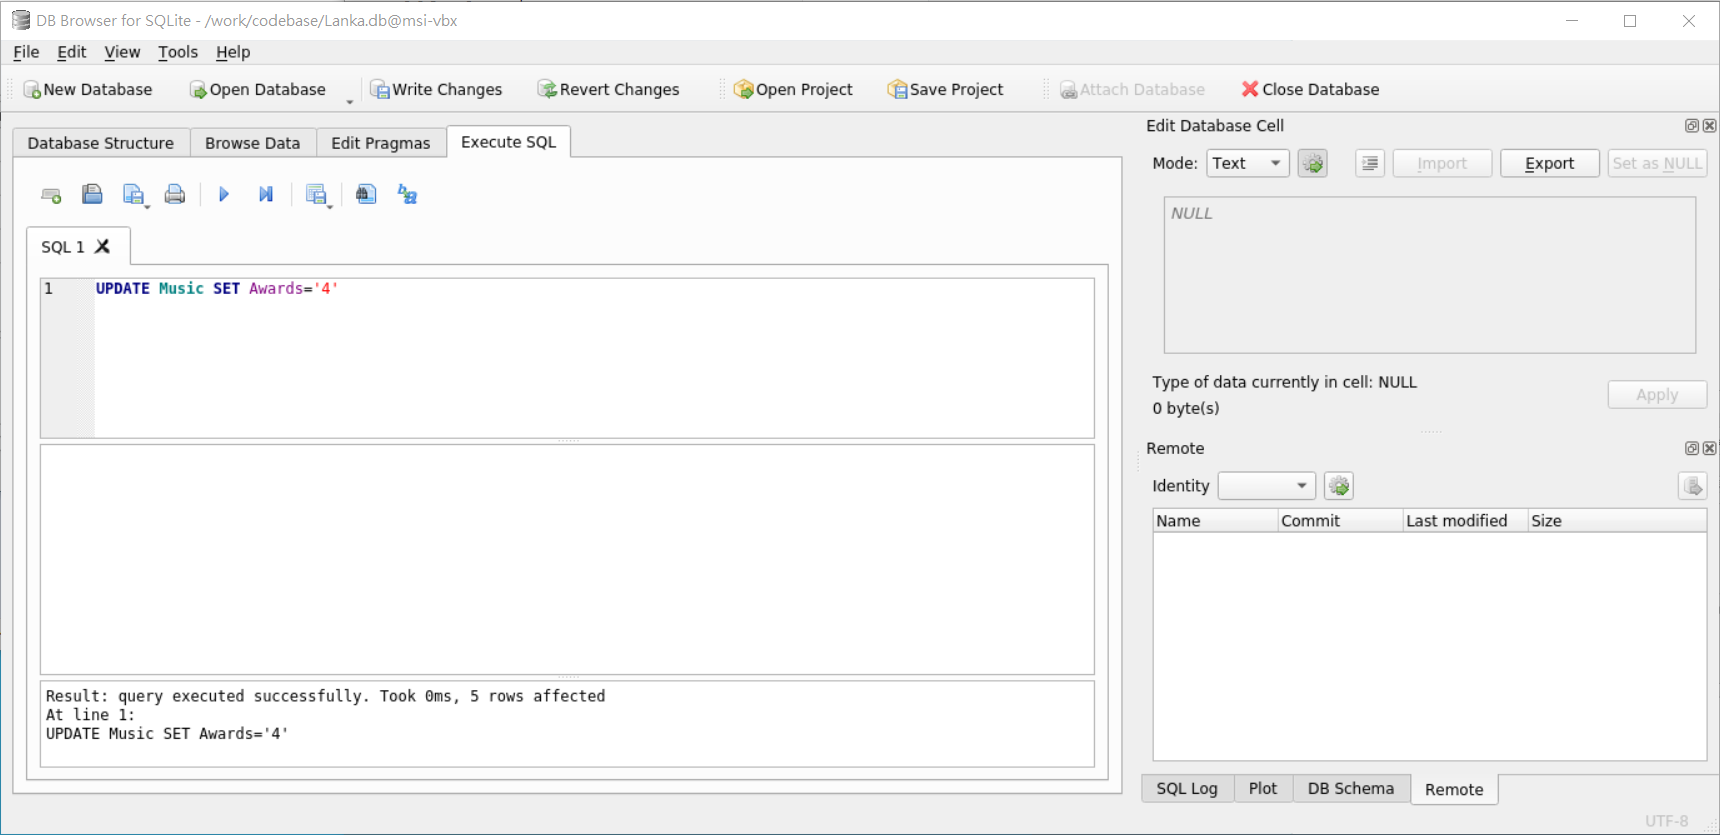 DB Browser for SQLite - /work/codebase/Lanka.db@msi-vbx
File Edit View Tools Help
New Database Open Database Write Changes Revert Changes Open Project Save Project Attach Database Close Database
Database Structure Browse Data Edit Pragmas Execute SQL
SQL 1
1 UPDATE Music SET Awards='4'
Result: query executed successfully. Took 0ms, 5 rows affected
At line 1:
UPDATE Music SET Awards='4'
Edit Database Cell
Mode: Text Import Export Set as NULL
NULL
Type of data currently in cell: NULL
0 byte(s)
Apply
Remote
Identity
Name Commit Last modified Size
SQL Log Plot DB Schema Remote
UTF-8